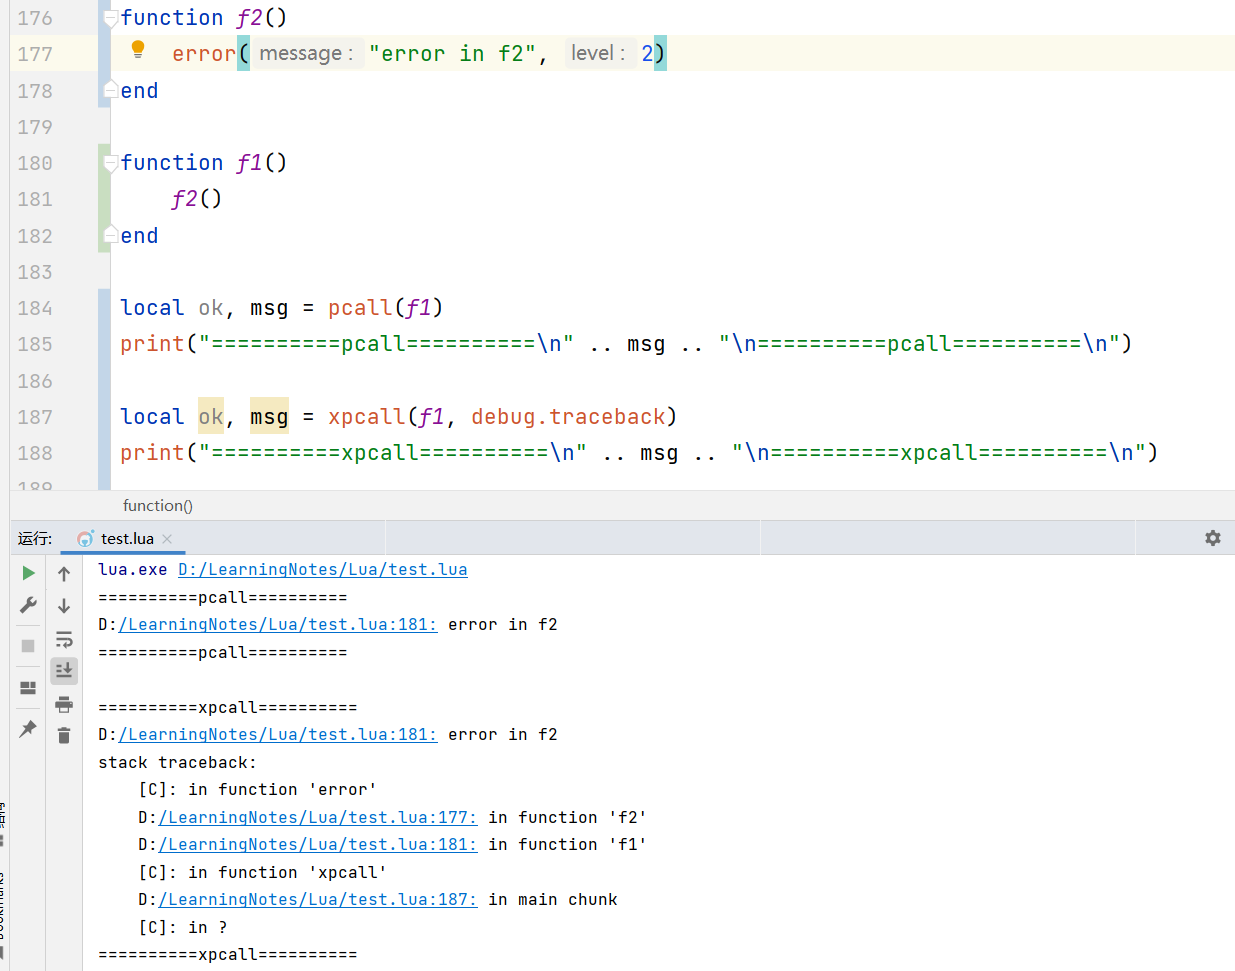 176 function f2()
177 error( message : "error in f2", level : 2)
178 end
179
180 function f1()
181 f2()
182 end
183
184 local ok, msg = pcall(f1)
185 print("==========pcall==========\n" .. msg .. "\n==========pcall==========\n")
186
187 local ok, msg = xpcall(f1, debug.traceback)
188 print("==========xpcall==========\n" .. msg .. "\n==========xpcall==========\n")
189
function()
运行: test.lua
lua.exe D:/LearningNotes/Lua/test.lua
==========pcall==========
D:/LearningNotes/Lua/test.lua:181: error in f2
==========pcall==========
==========xpcall==========
D:/LearningNotes/Lua/test.lua:181: error in f2
stack traceback:
[C]: in function 'error'
D:/LearningNotes/Lua/test.lua:177: in function 'f2'
D:/LearningNotes/Lua/test.lua:181: in function 'f1'
[C]: in function 'xpcall'
D:/LearningNotes/Lua/test.lua:187: in main chunk
[C]: in ?
==========xpcall==========